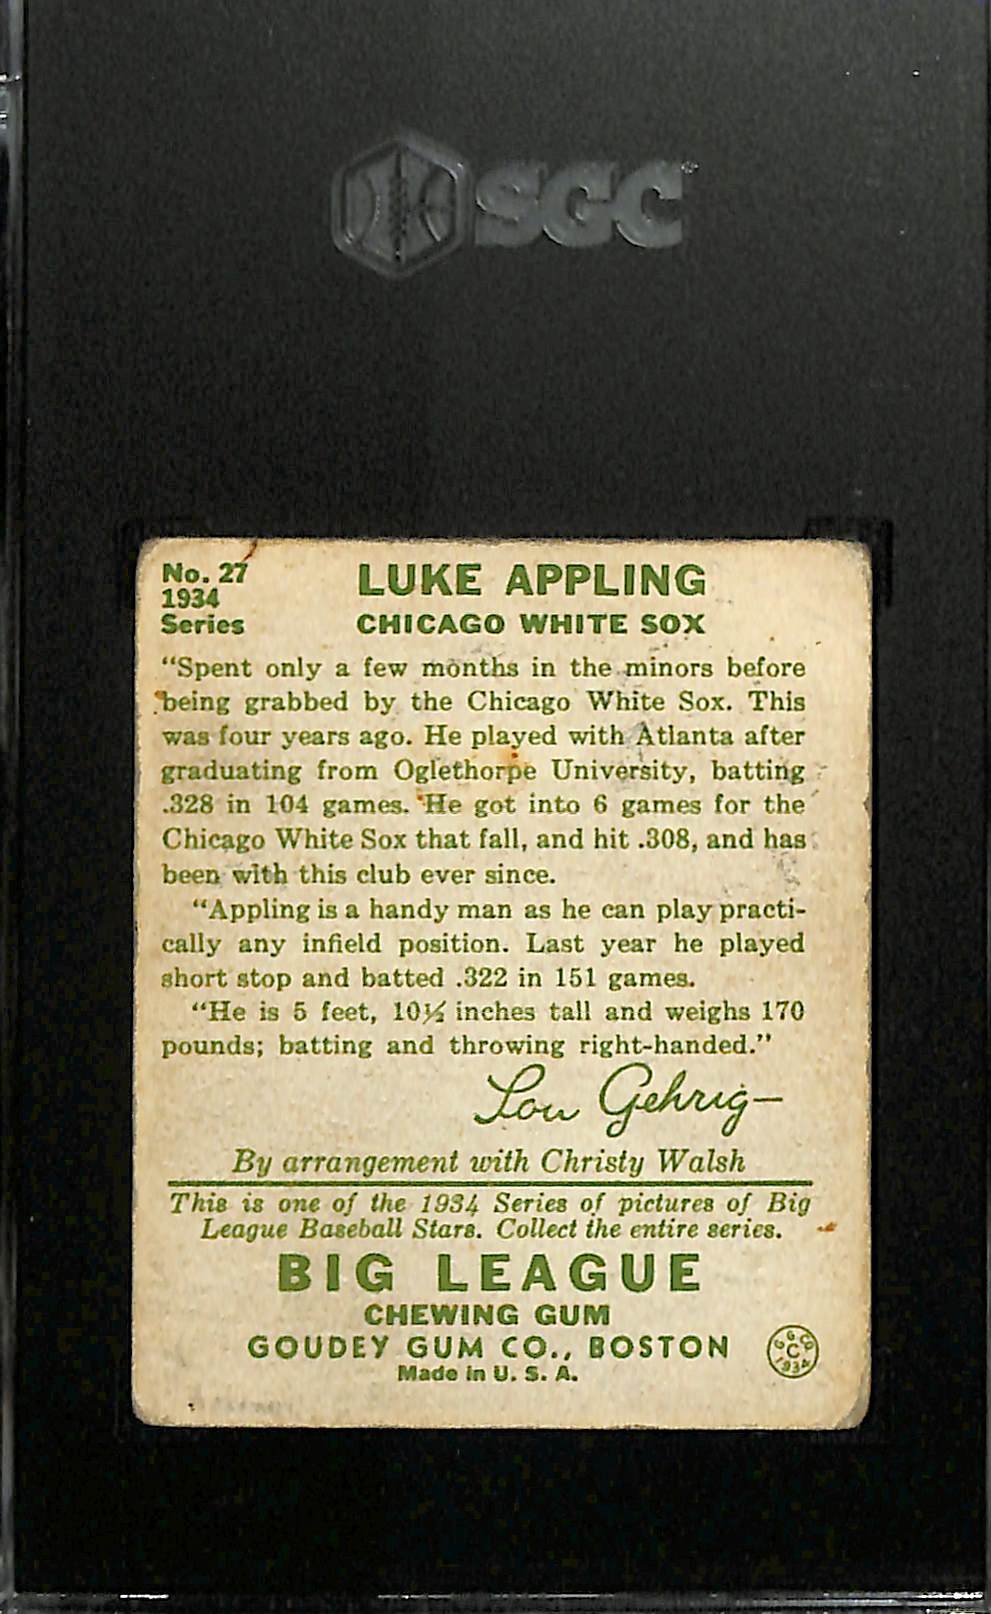 SGC
No. 27
1934
Series
LUKE APPLING
CHICAGO WHITE SOX
“Spent only a few months in the minors before
being grabbed by the Chicago White Sox. This
was four years ago. He played with Atlanta after
graduating from Oglethorpe University, batting
.328 in 104 games. He got into 6 games for the
Chicago White Sox that fall, and hit .308, and has
been with this club ever since.
“Appling is a handy man as he can play practi-
cally any infield position. Last year he played
short stop and batted .322 in 151 games.
“He is 5 feet, 10½ inches tall and weighs 170
pounds; batting and throwing right-handed.”
Lou Gehrig—
By arrangement with Christy Walsh
This is one of the 1934 Series of pictures of Big
League Baseball Stars. Collect the entire series.
BIG LEAGUE
CHEWING GUM
GOUDEY GUM CO., BOSTON
Made in U. S. A.
C
1934